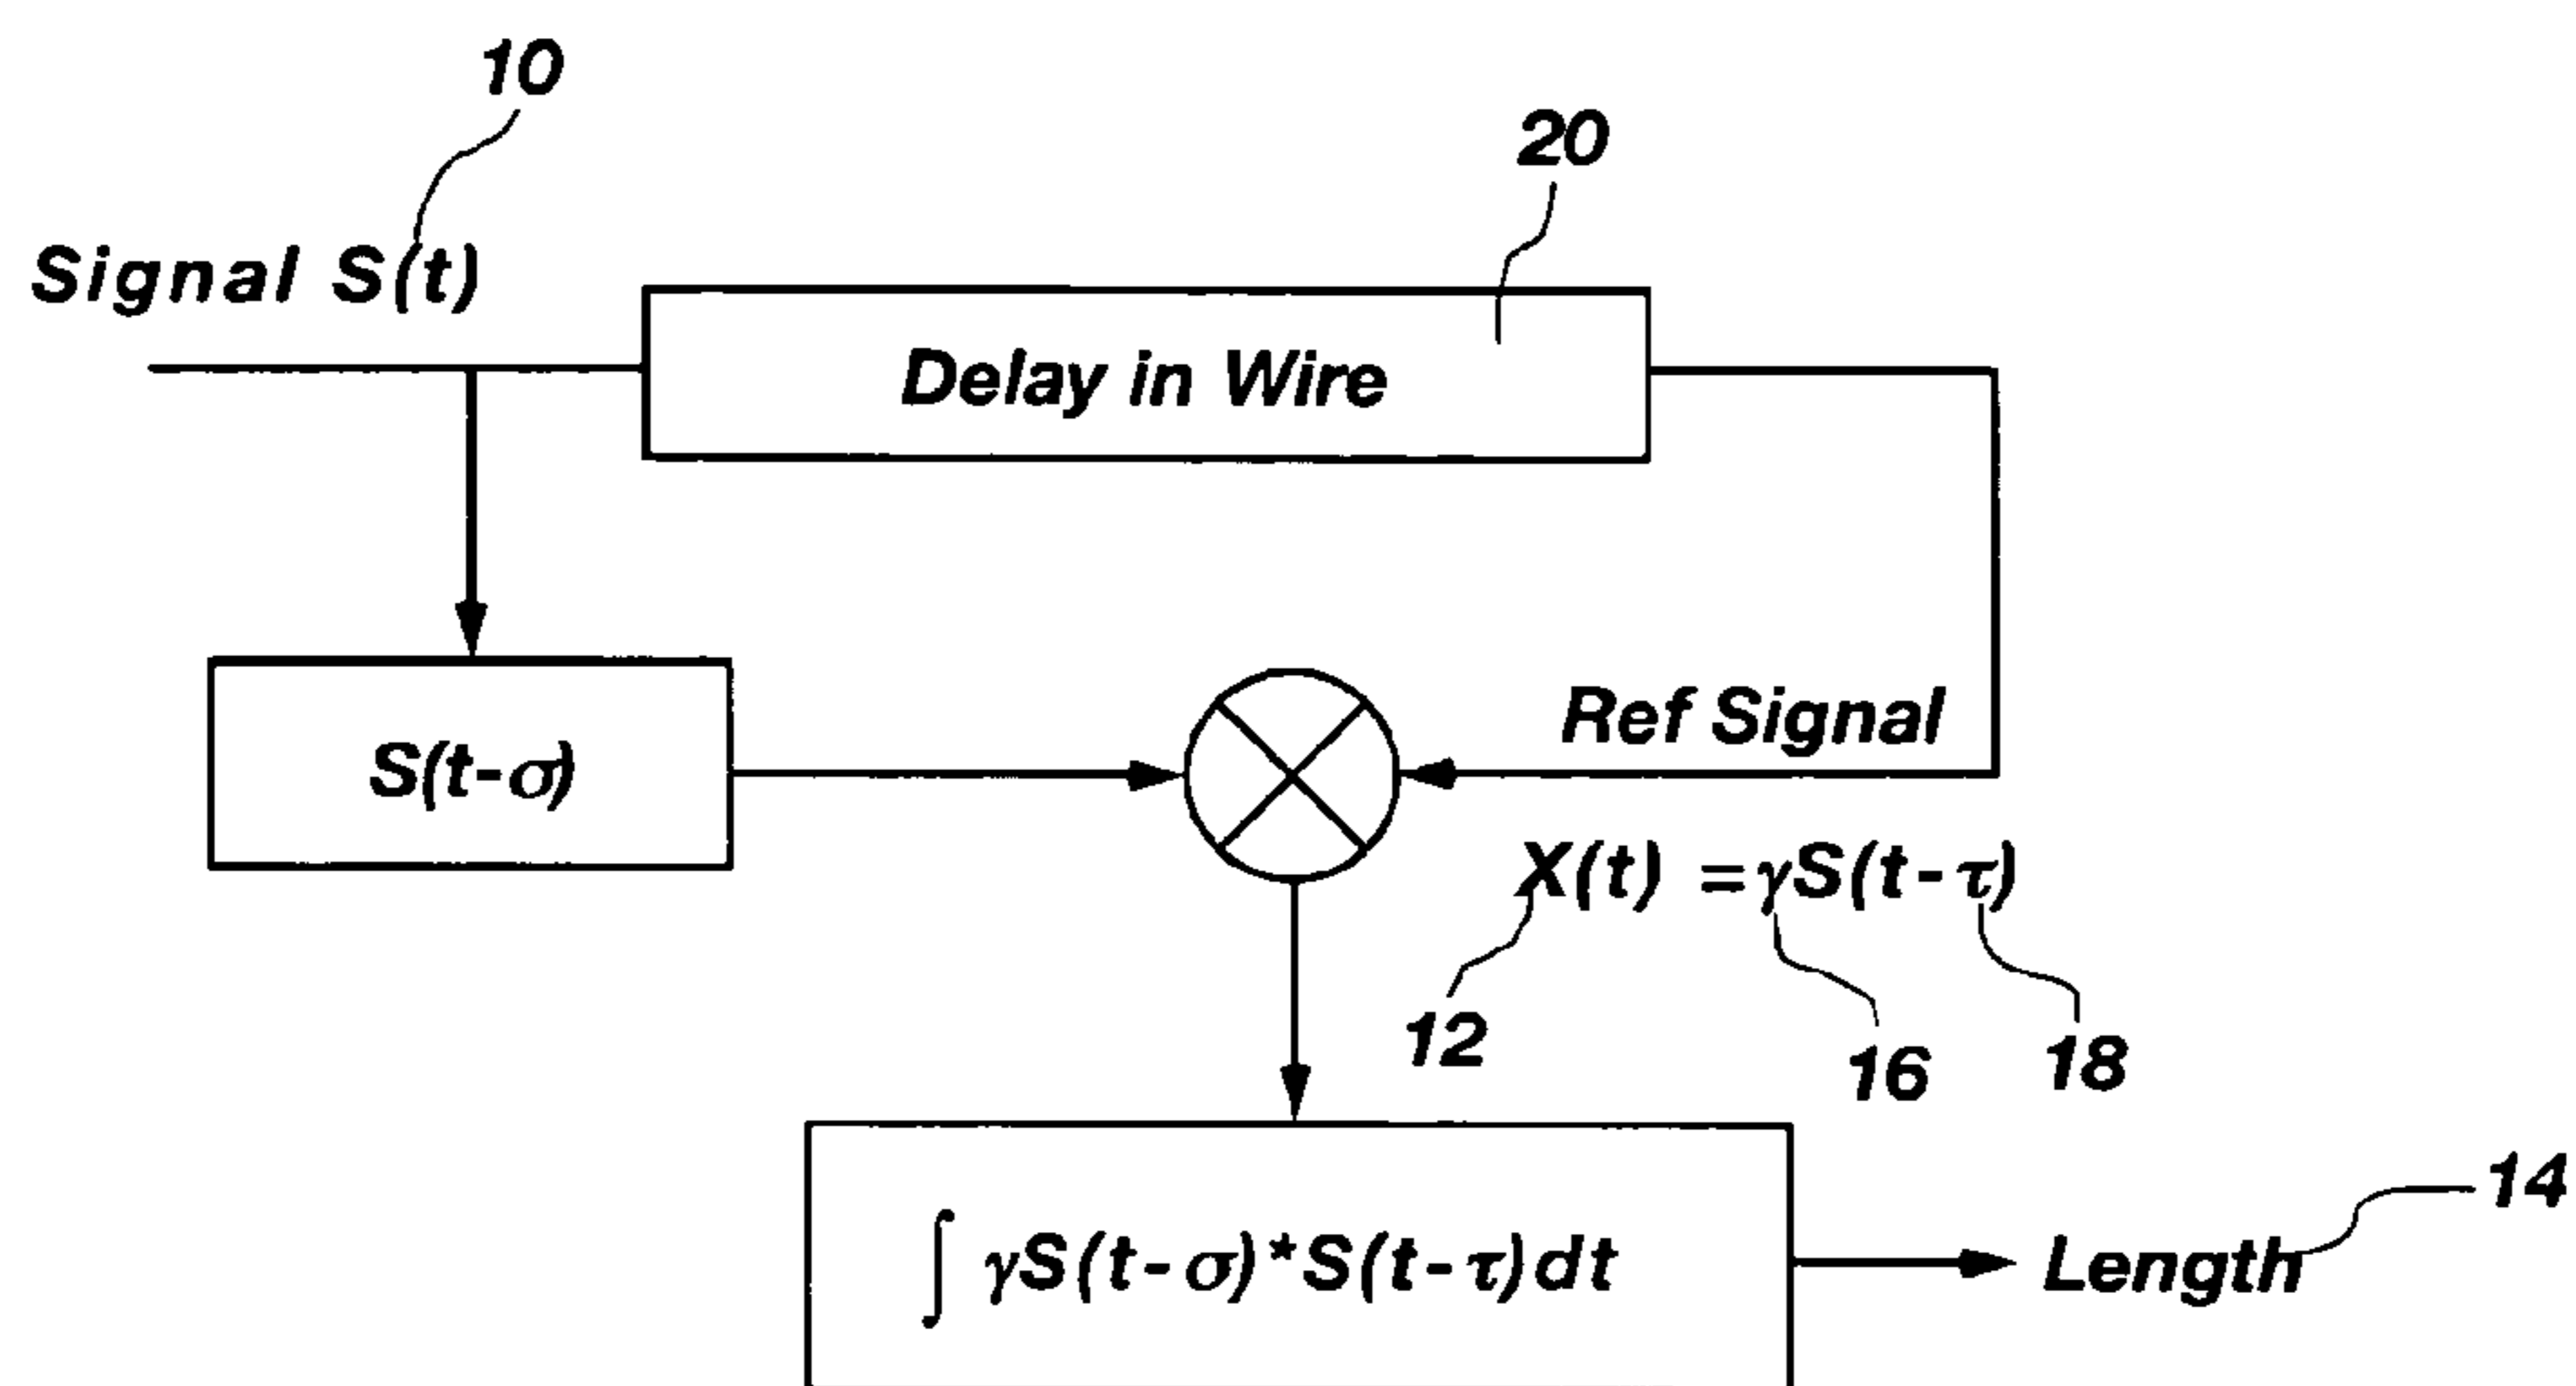 10
20
Signal S(t)
Delay in Wire
Ref Signal
S(t-σ)
X(t) = γS(t-τ)
12
16
18
14
∫ γS(t-σ)*S(t-τ)dt
Length